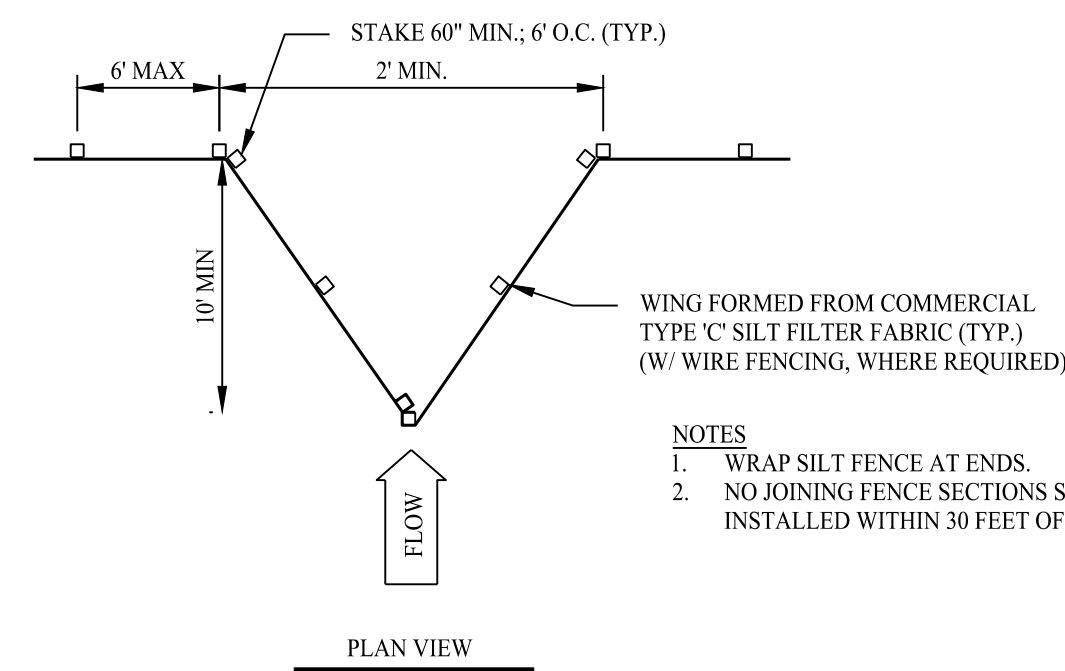 STAKE 60" MIN.; 6' O.C. (TYP.)
6' MAX
2' MIN.
10' MIN
WING FORMED FROM COMMERCIAL
TYPE 'C' SILT FILTER FABRIC (TYP.)
(W/ WIRE FENCING, WHERE REQUIRED)
NOTES
1. WRAP SILT FENCE AT ENDS.
2. NO JOINING FENCE SECTIONS S
INSTALLED WITHIN 30 FEET OF
FLOW
PLAN VIEW